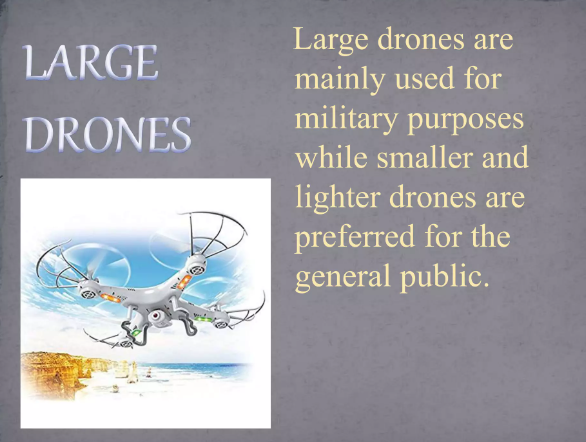 LARGE
DRONES
Large drones are
mainly used for
military purposes
while smaller and
lighter drones are
preferred for the
general public.